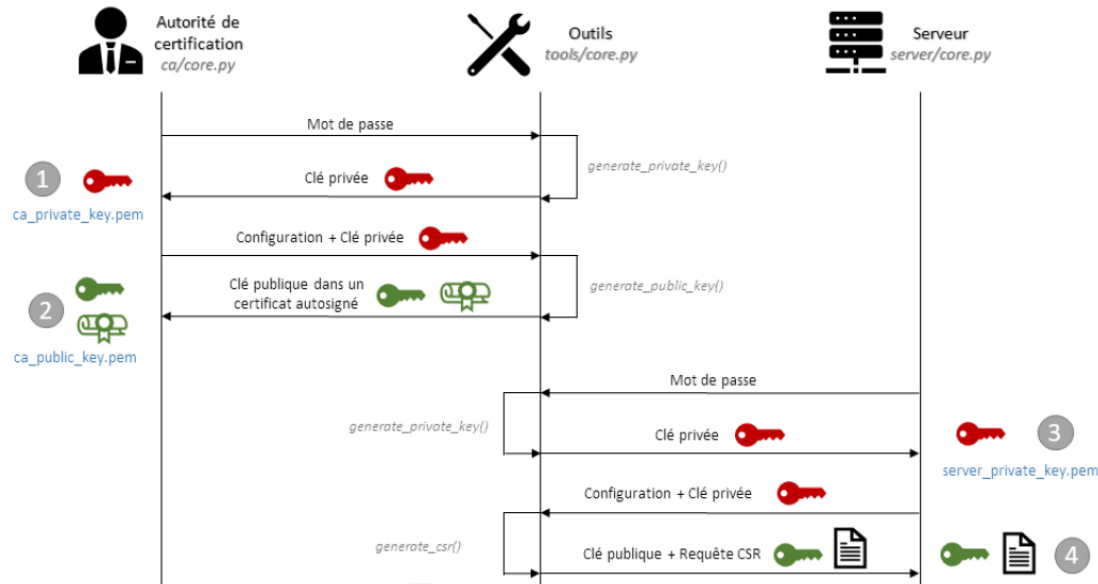 Autorité de
certification
ca/core.py
Outils
tools/core.py
Serveur
server/core.py
Mot de passe
generate_private_key()
1
Clé privée
ca_private_key.pem
Configuration + Clé privée
Clé publique dans un
certificat autosigné
generate_public_key()
2
ca_public_key.pem
Mot de passe
generate_private_key()
Clé privée
3
server_private_key.pem
Configuration + Clé privée
generate_csr()
Clé publique + Requête CSR
4